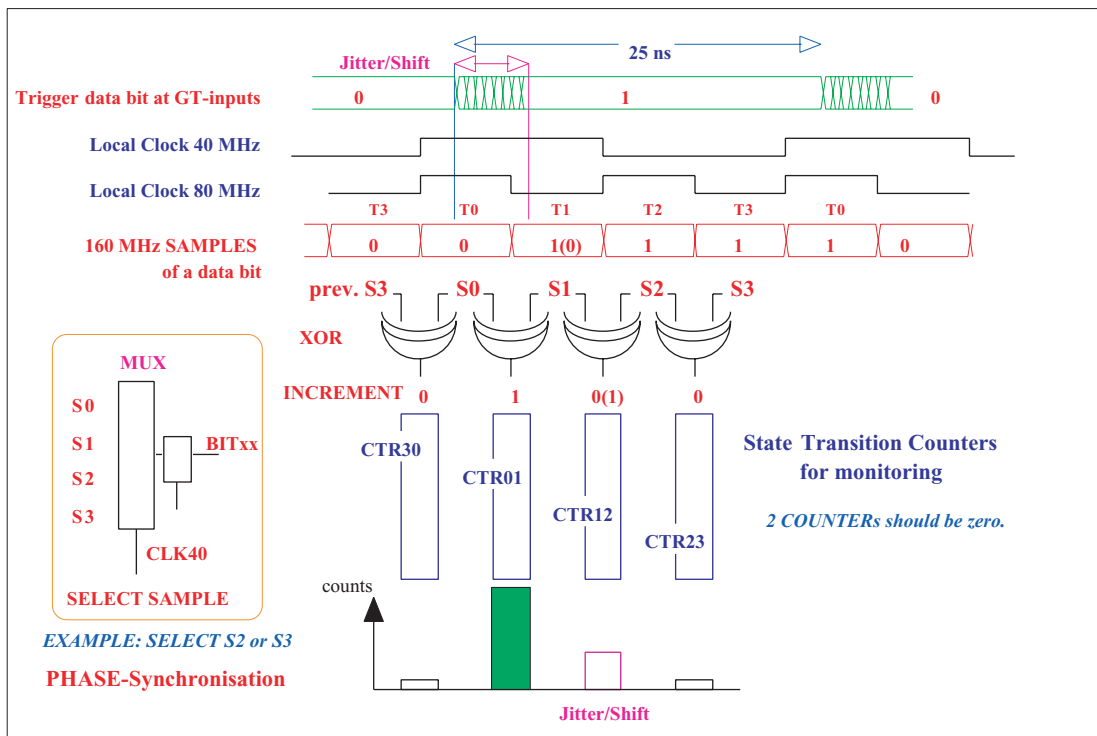 25 ns
Jitter/Shift
Trigger data bit at GT-inputs
0
1
0
Local Clock 40 MHz
Local Clock 80 MHz
T3 T0 T1 T2 T3 T0
160 MHz SAMPLES
of a data bit
0 0 1(0) 1 1 1 0
prev. S3 S0 S1 S2 S3
XOR
INCREMENT
0 1 0(1) 0
CTR30
CTR01
CTR12
CTR23
State Transition Counters
for monitoring
2 COUNTERs should be zero.
MUX
S0
S1
S2
S3
BITxx
CLK40
SELECT SAMPLE
EXAMPLE: SELECT S2 or S3
PHASE-Synchronisation
counts
Jitter/Shift